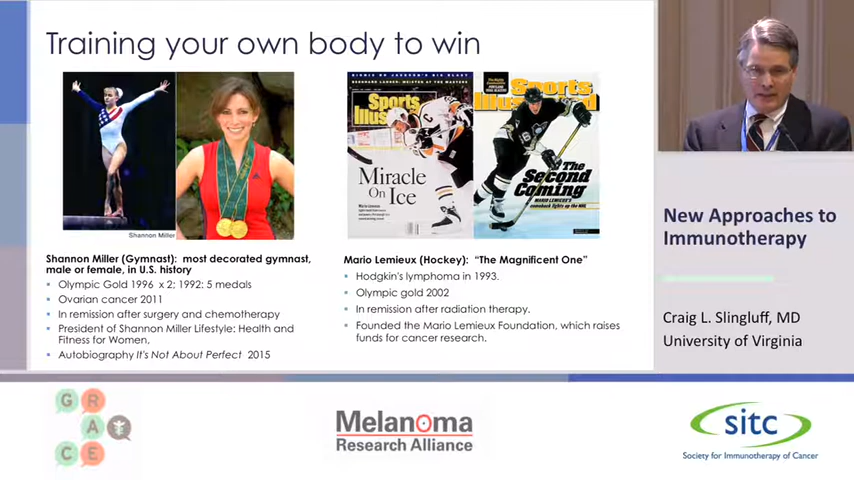 Training your own body to win
Shannon Miller
Sports
Illus
Miracle
On Ice
Sports
The
Second
Coming
Shannon Miller (Gymnast): most decorated gymnast,
male or female, in U.S. history
Olympic Gold 1996 x 2; 1992: 5 medals
Ovarian cancer 2011
In remission after surgery and chemotherapy
President of Shannon Miller Lifestyle: Health and
Fitness for Women,
Autobiography It's Not About Perfect 2015
Mario Lemieux (Hockey): “The Magnificent One”
Hodgkin's lymphoma in 1993.
Olympic gold 2002
In remission after radiation therapy.
Founded the Mario Lemieux Foundation, which raises
funds for cancer research.
New Approaches to
Immunotherapy
Craig L. Slingluff, MD
University of Virginia
GRACE
Melanoma
Research Alliance
sitc
Society for Immunotherapy of Cancer